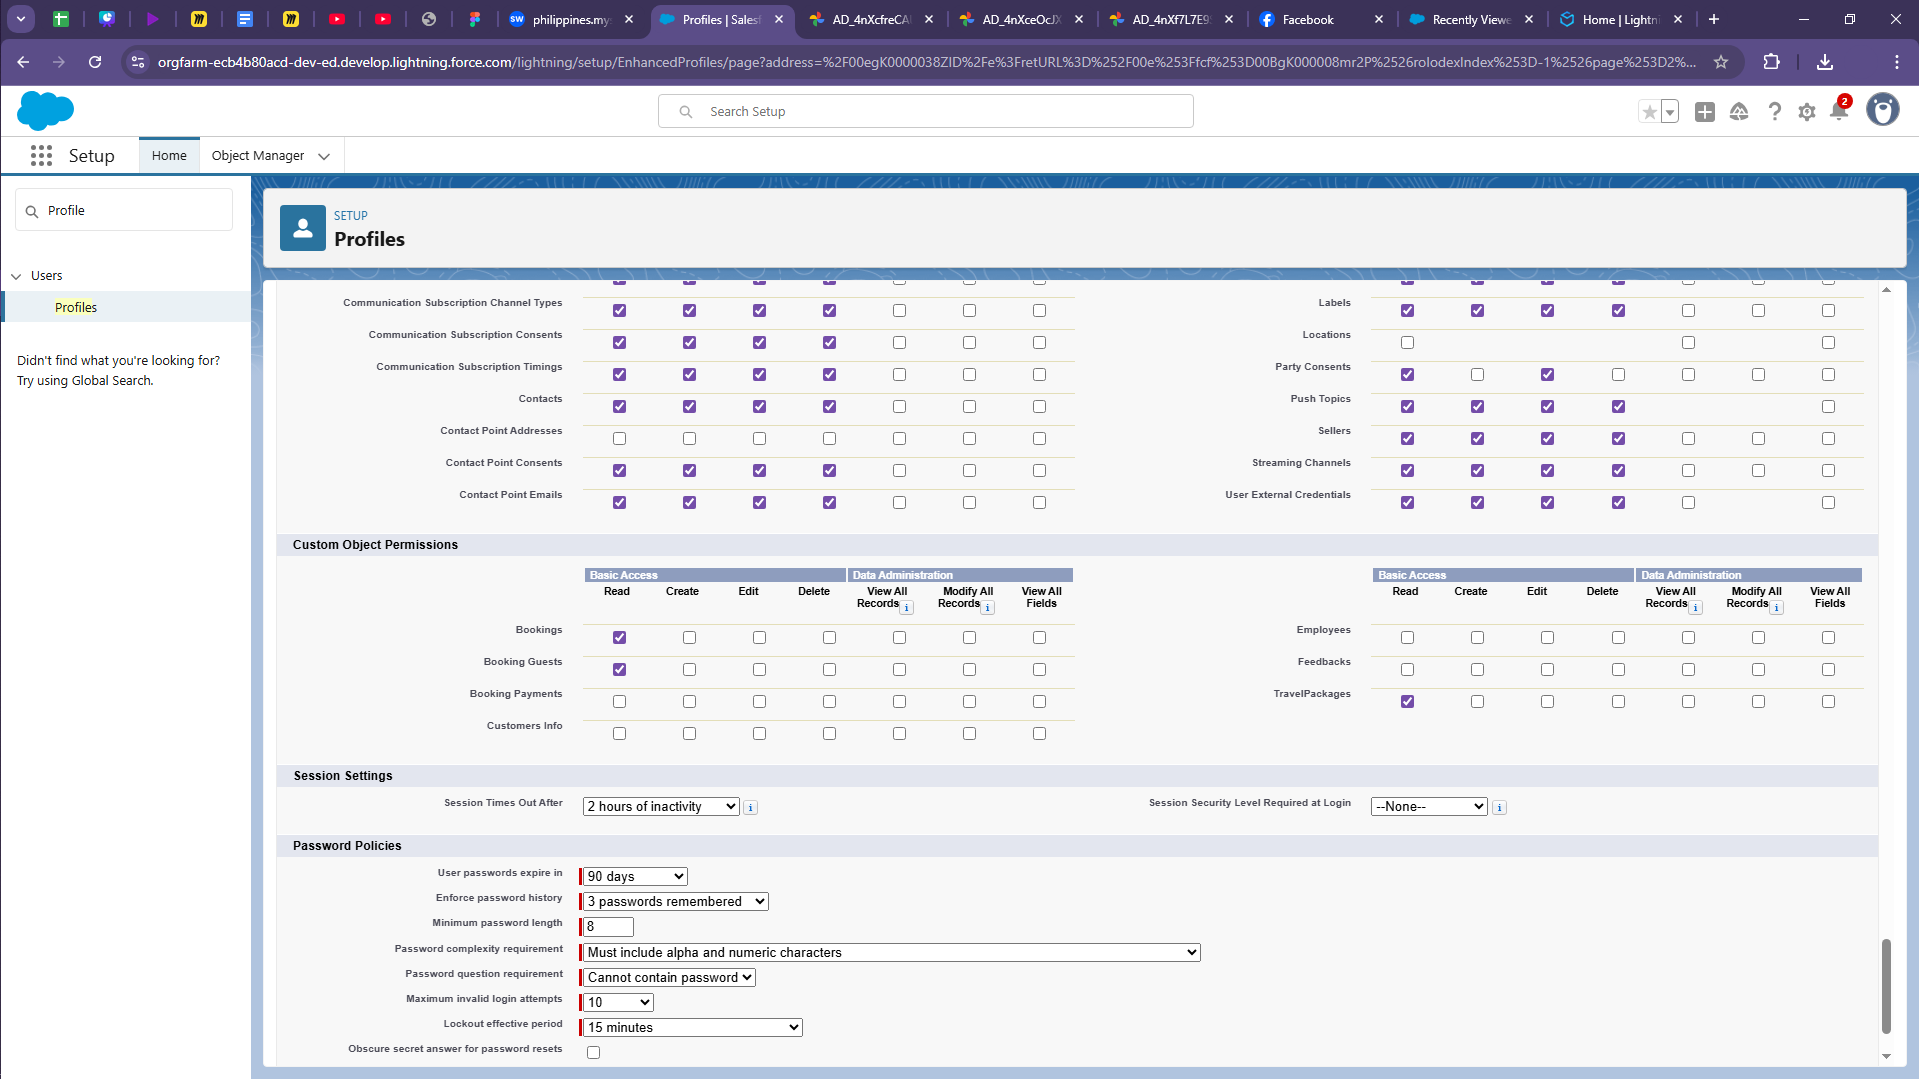 philippines.my
Profiles | Sales
AD_4nXcfreCA
AD_4nXceOcJX
AD_4nXf7L7E9
Facebook
Recently Viewe
Home | Lightni
orgfarm-ecb4b80acd-dev-ed.develop.lightning.force.com/lightning/setup/EnhancedProfiles/page?address=%2F00egK0000038ZID%2Fe%3FretURL%3D%252F00e%253Ffcf%253D00BgK000008mr2P%2526rolodexIndex%253D-1%2526page%253D2%...
Search Setup
2
Setup
Home
Object Manager
Profile
Users
Profiles
Didn't find what you're looking for?
Try using Global Search.
SETUP
Profiles
Communication Subscription Channel Types
Labels
Communication Subscription Consents
Locations
Communication Subscription Timings
Party Consents
Contacts
Push Topics
Contact Point Addresses
Sellers
Contact Point Consents
Streaming Channels
Contact Point Emails
User External Credentials
Custom Object Permissions
Basic Access Data Administration Basic Access Data Administration
Read Create Edit Delete View All Records i Modify All Records i View All Fields
Read Create Edit Delete View All Records i Modify All Records i View All Fields
Bookings
Employees
Booking Guests
Feedbacks
Booking Payments
TravelPackages
Customers Info
Session Settings
Session Times Out After 2 hours of inactivity i
Session Security Level Required at Login --None-- i
Password Policies
User passwords expire in 90 days
Enforce password history 3 passwords remembered
Minimum password length 8
Password complexity requirement Must include alpha and numeric characters
Password question requirement Cannot contain password
Maximum invalid login attempts 10
Lockout effective period 15 minutes
Obscure secret answer for password resets